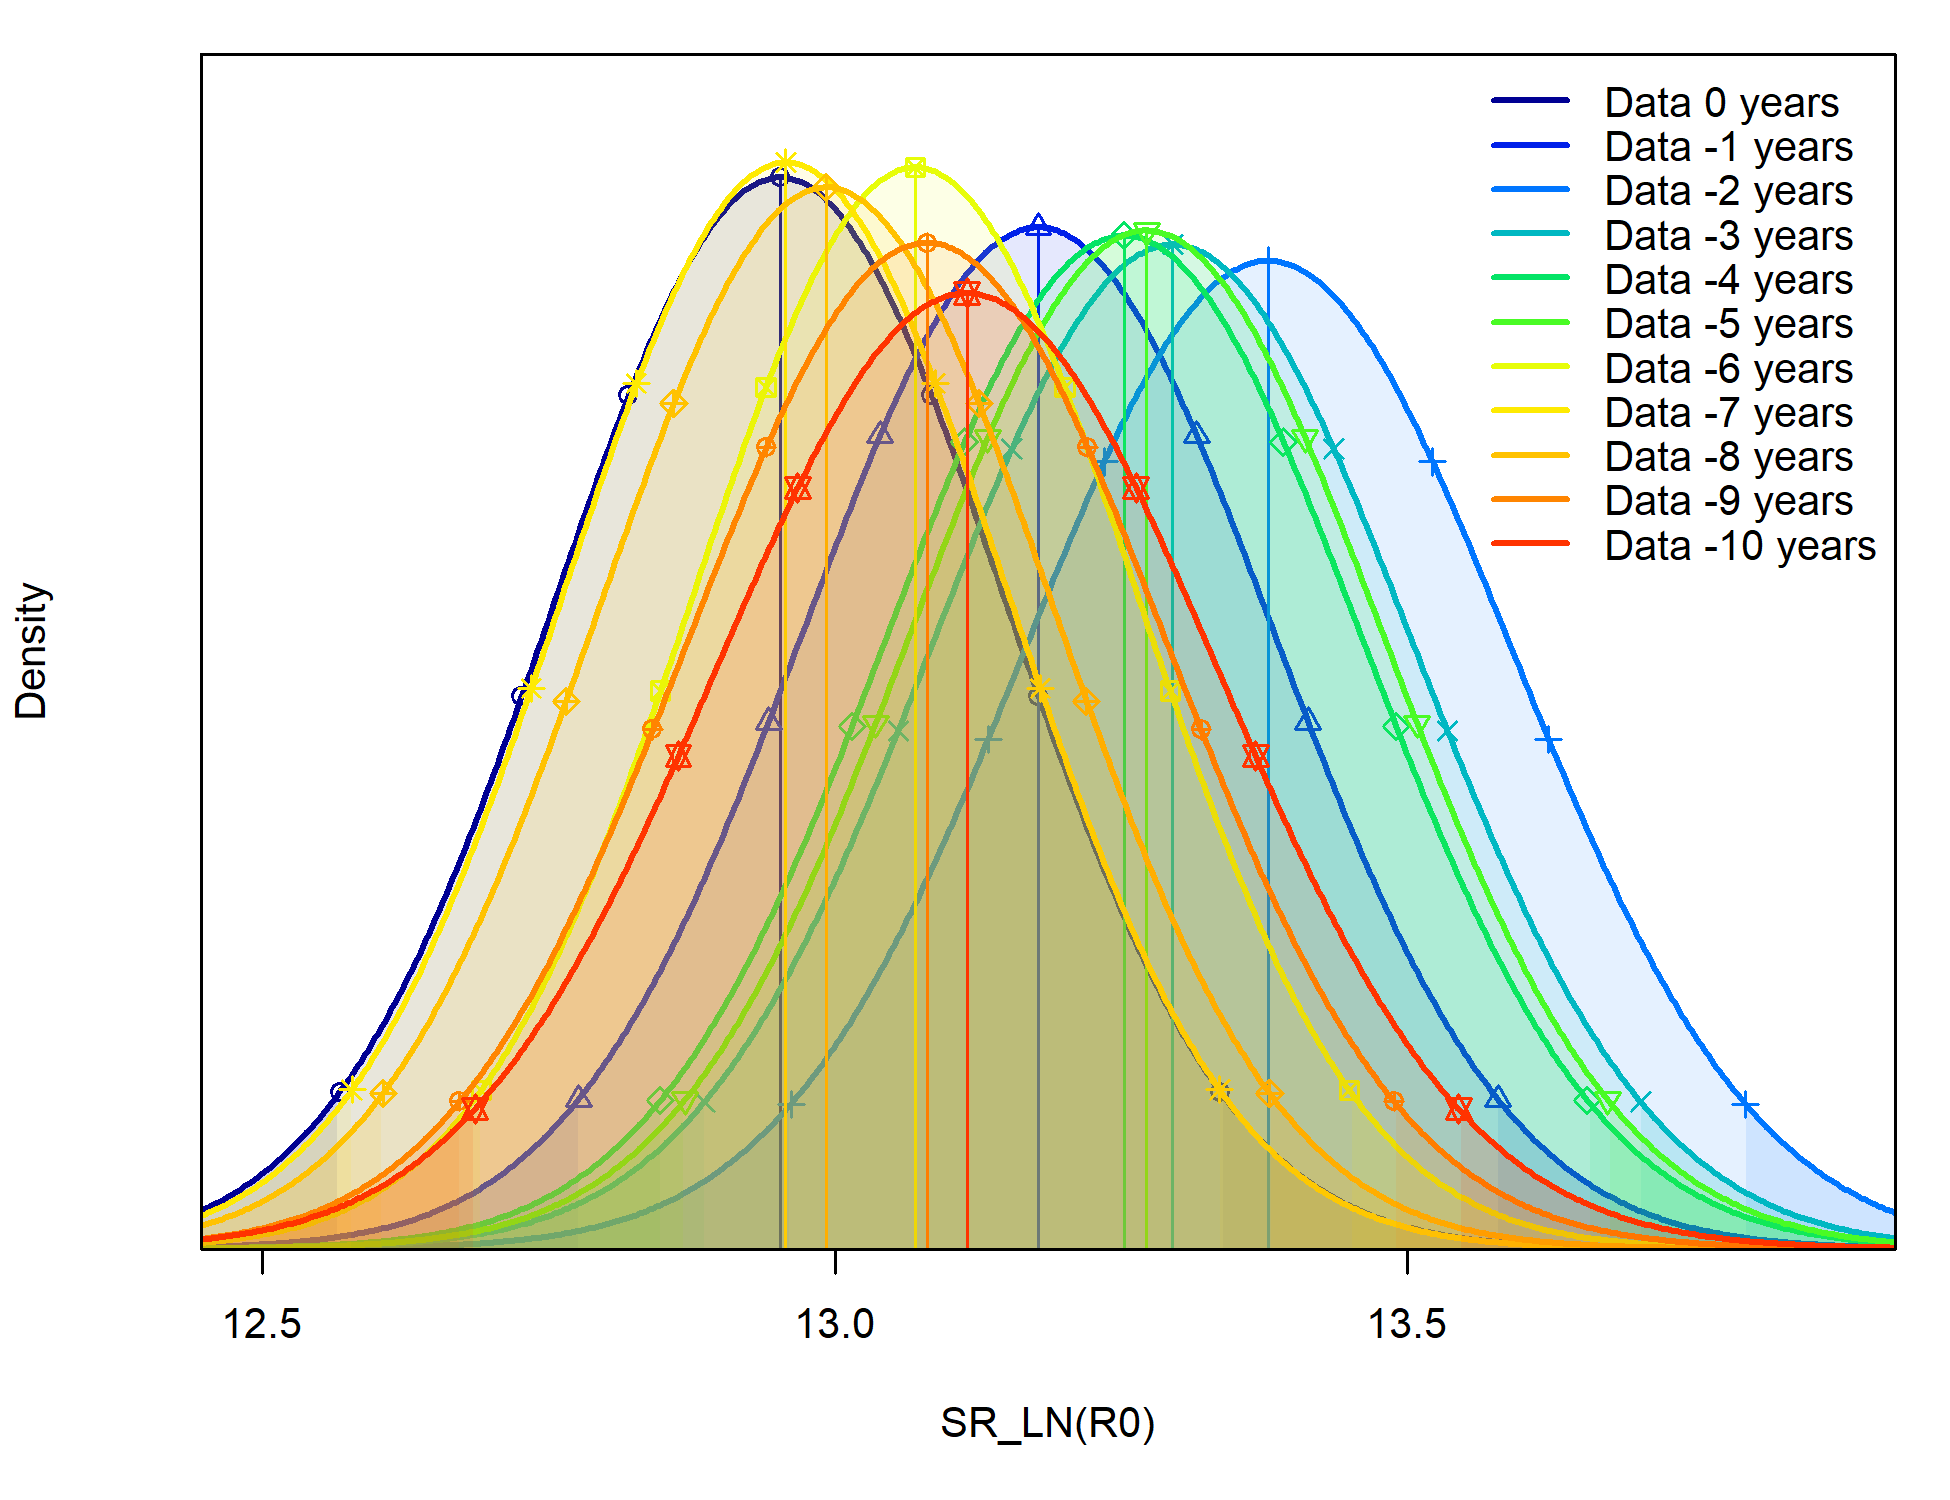 Data 0 years
Data -1 years
Data -2 years
Data -3 years
Data -4 years
Data -5 years
Data -6 years
Data -7 years
Data -8 years
Data -9 years
Data -10 years
Density
12.5 13.0 13.5
SR_LN(R0)